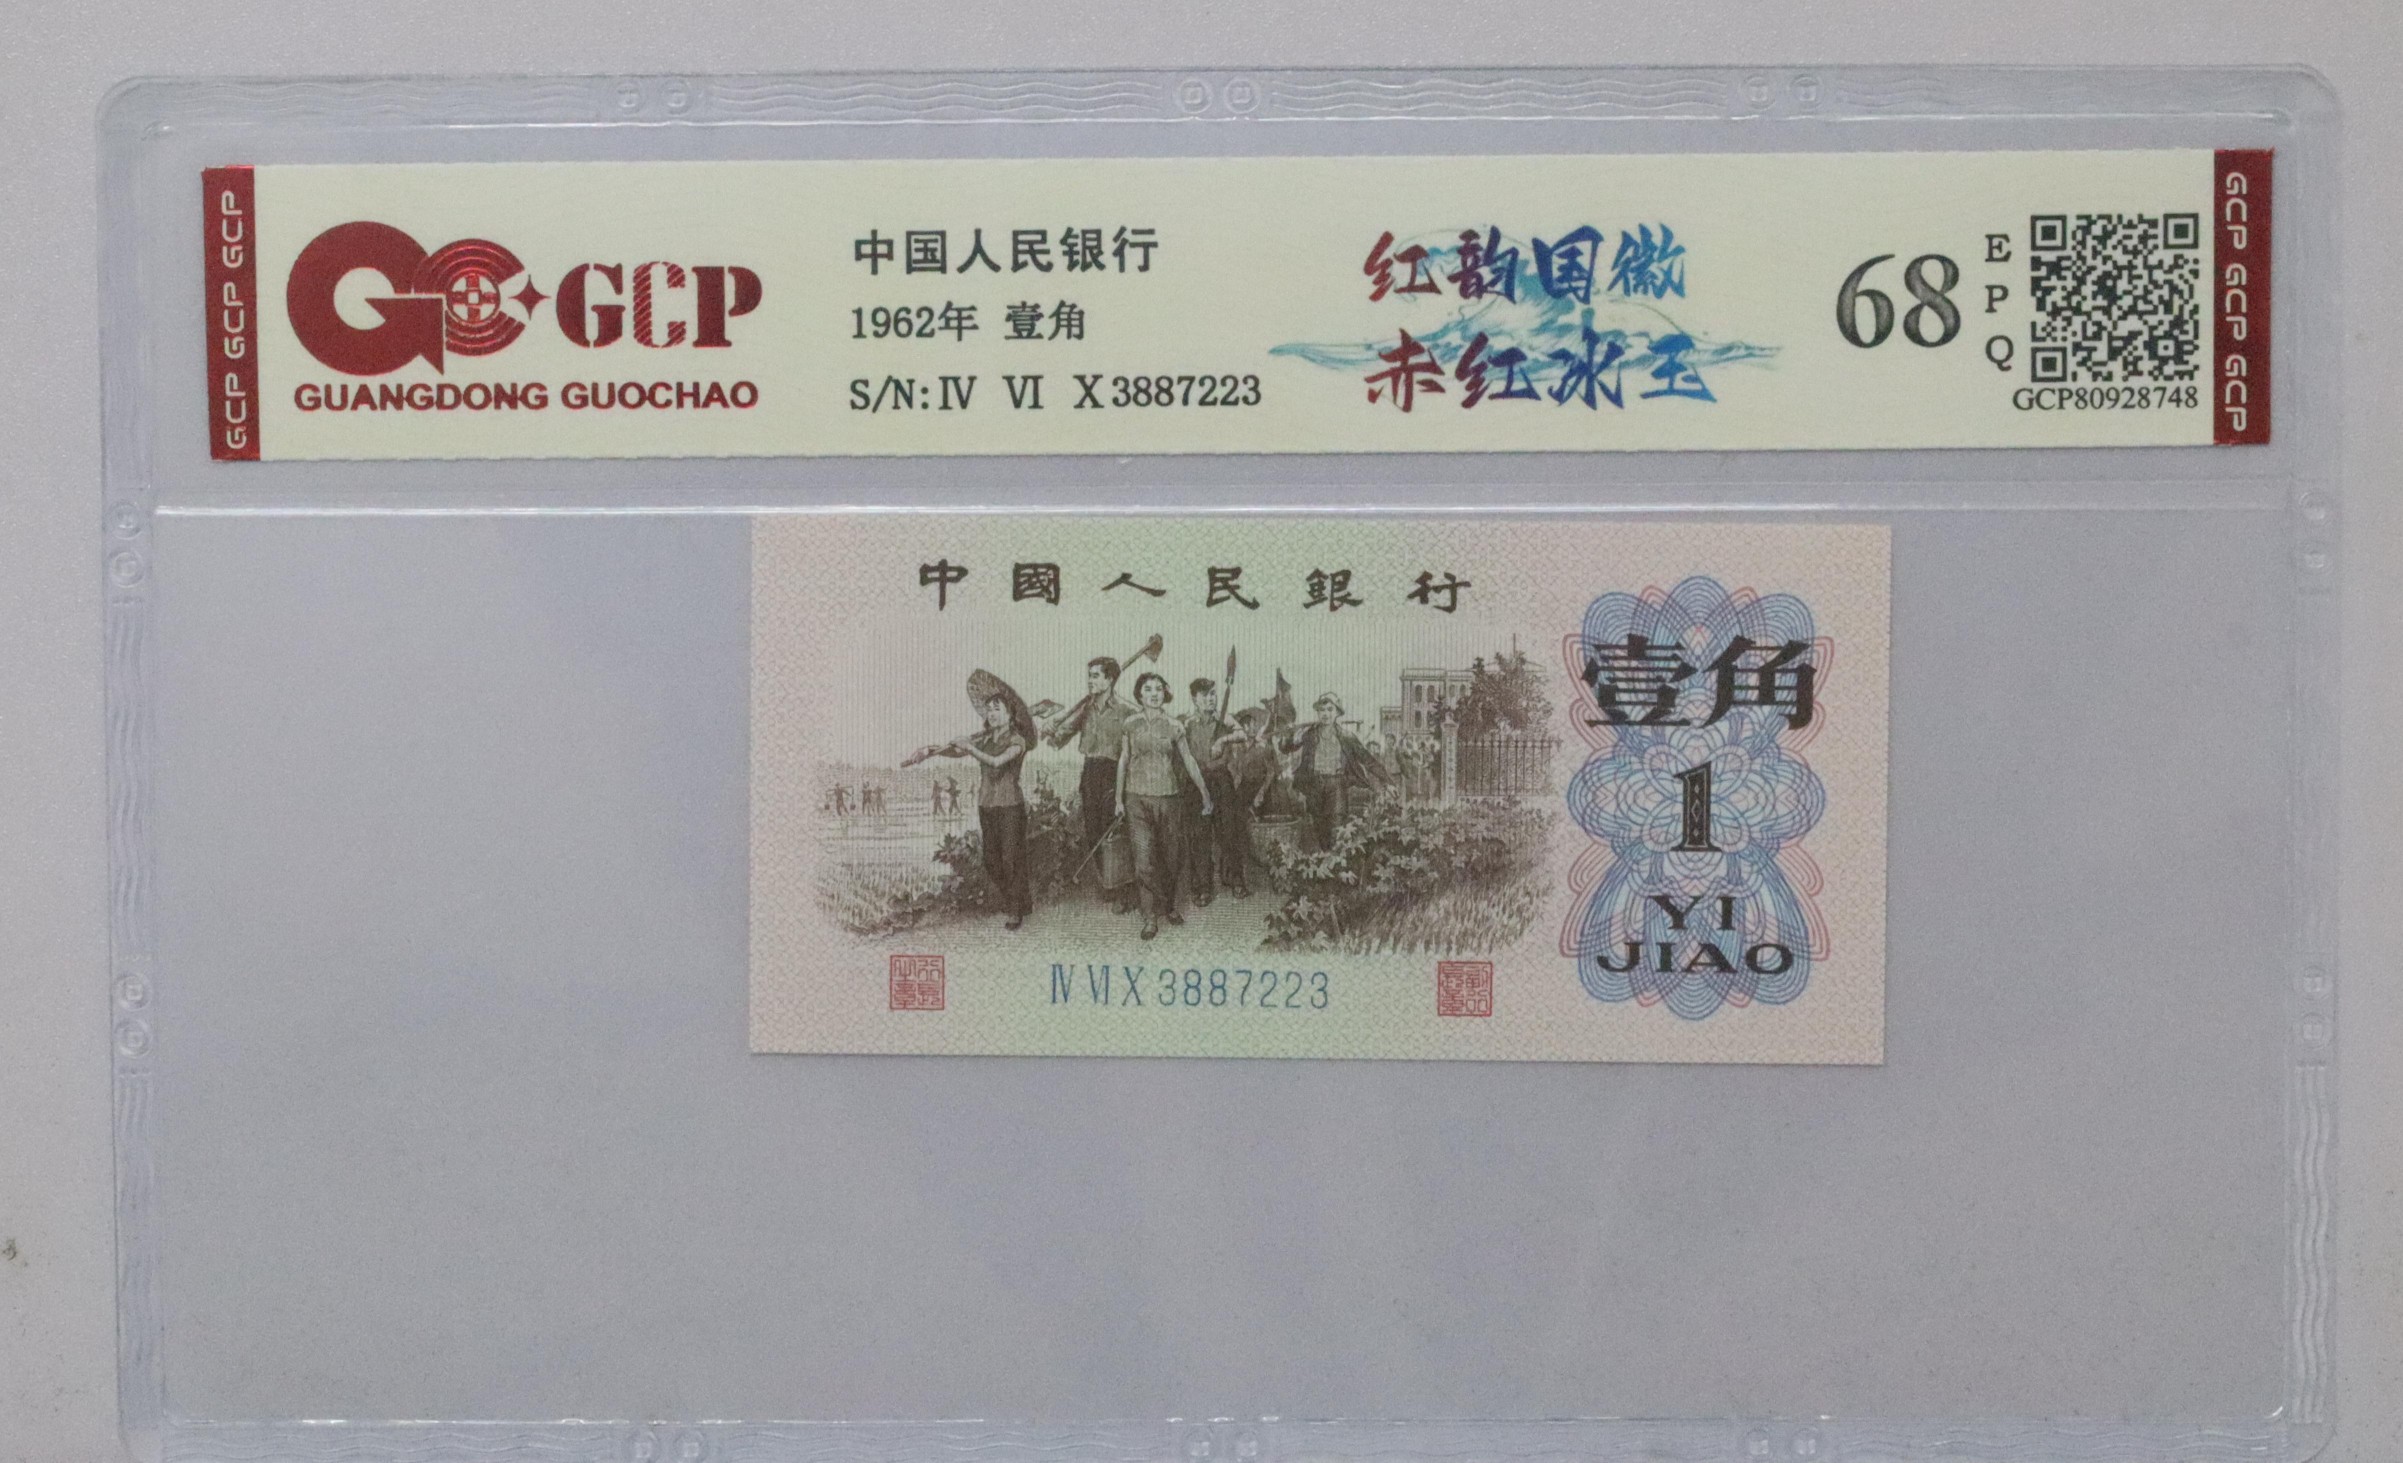 GCP GCP GCP
GCP
GUANGDONG GUOCHAO
中国人民银行
1962年 壹角
S/N: IV VI X 3887223
红韵国徽
赤红冰玉
68
E
P
Q
GCP80928748
GCP GCP GCP
中國人民銀行
壹角
1
YI
JIAO
IV VI X 3887223